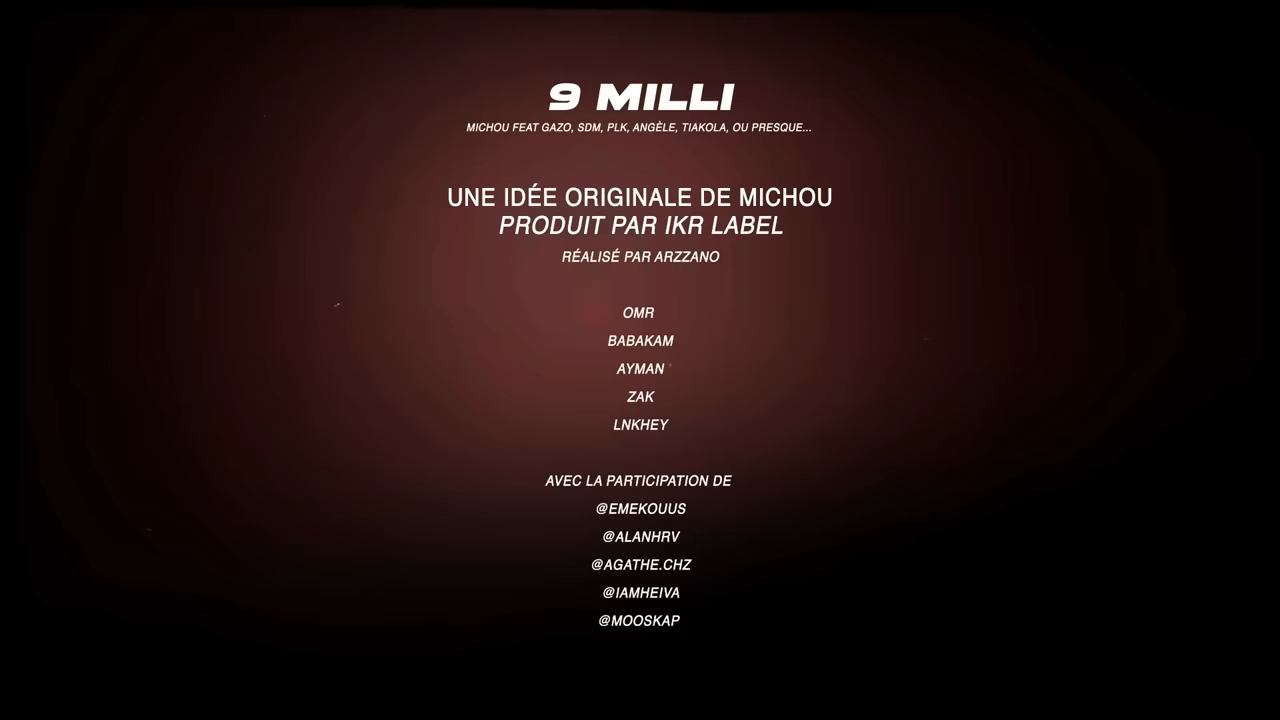 9 MILLI
MICHOU FEAT GAZO, SDM, PLK, ANGÈLE, TIAKOLA, OU PRESQUE...
UNE IDÉE ORIGINALE DE MICHOU
PRODUIT PAR IKR LABEL
RÉALISÉ PAR ARZZANO
OMR
BABAKAM
AYMAN
ZAK
LNKHEY
AVEC LA PARTICIPATION DE
@EMEKOUUS
@ALANHRV
@AGATHE.CHZ
@IAMHEIVA
@MOOSKAP